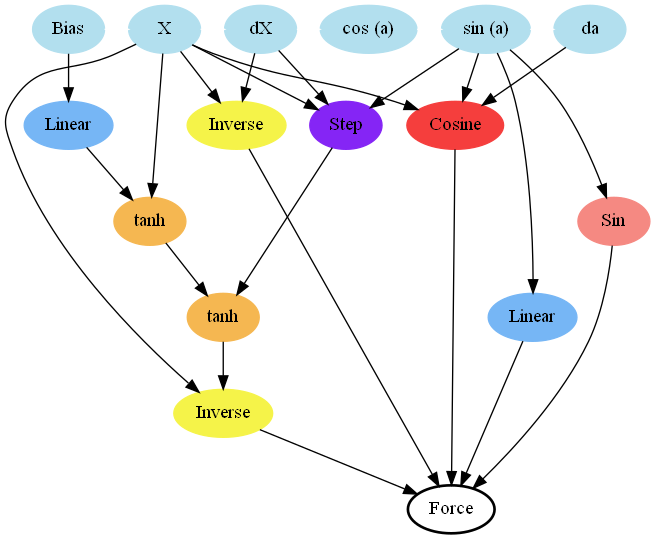 Bias
X
dX
cos (a)
sin (a)
da
Linear
Inverse
Step
Cosine
tanh
Sin
tanh
Linear
Inverse
Force